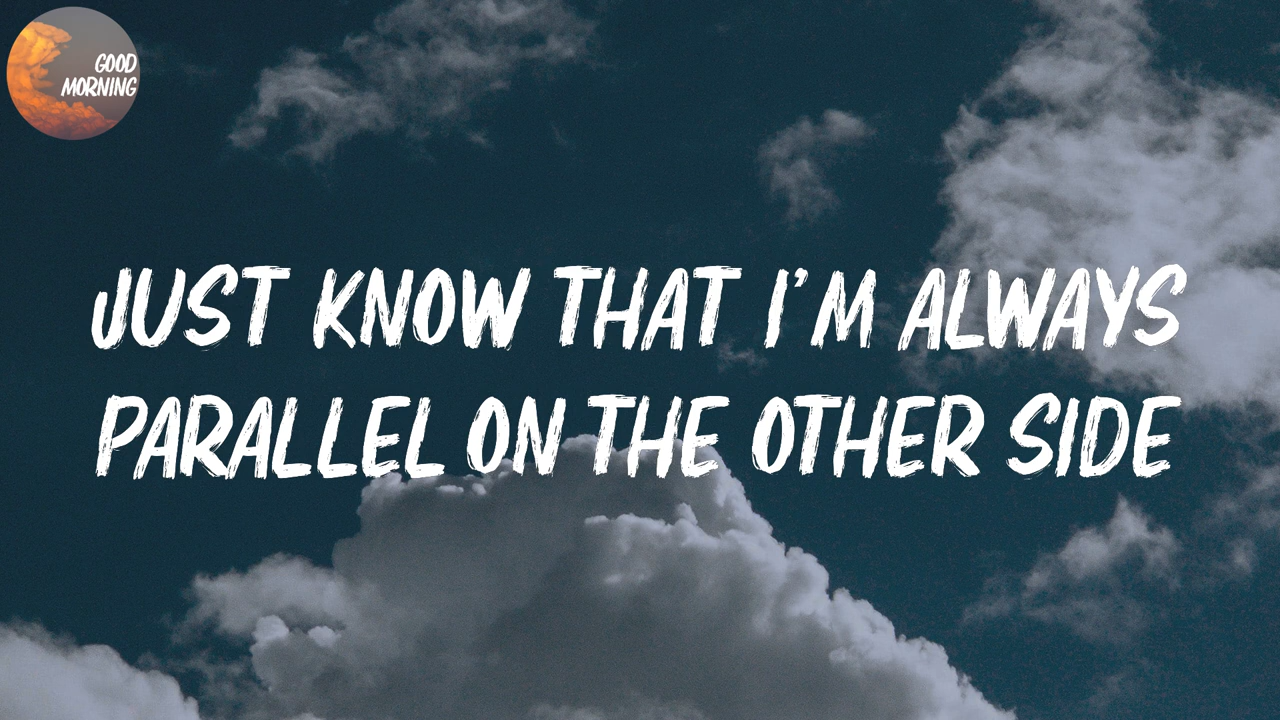 GOOD
MORNING
JUST KNOW THAT I'M ALWAYS
PARALLEL ON THE OTHER SIDE